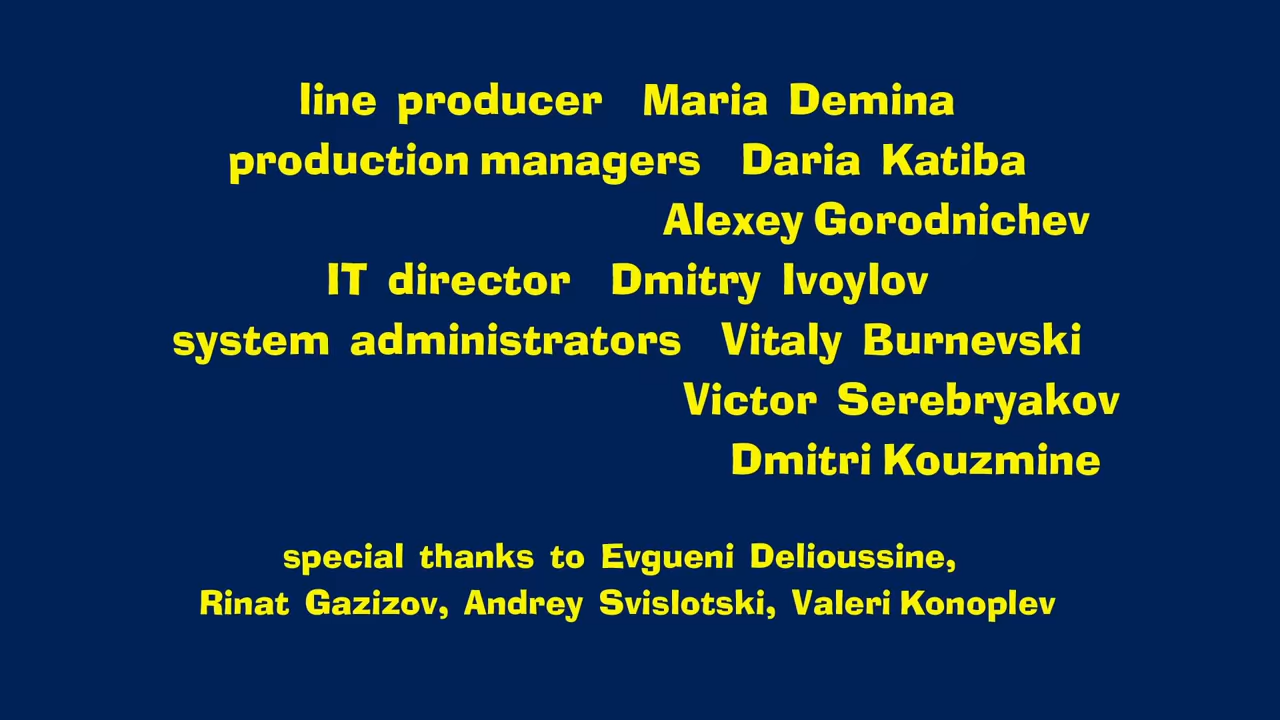 line producer Maria Demina
production managers Daria Katiba
Alexey Gorodnichev
IT director Dmitry Ivoylov
system administrators Vitaly Burnevski
Victor Serebryakov
Dmitri Kouzmine
special thanks to Evgueni Delioussine,
Rinat Gazizov, Andrey Svislotski, Valeri Konoplev